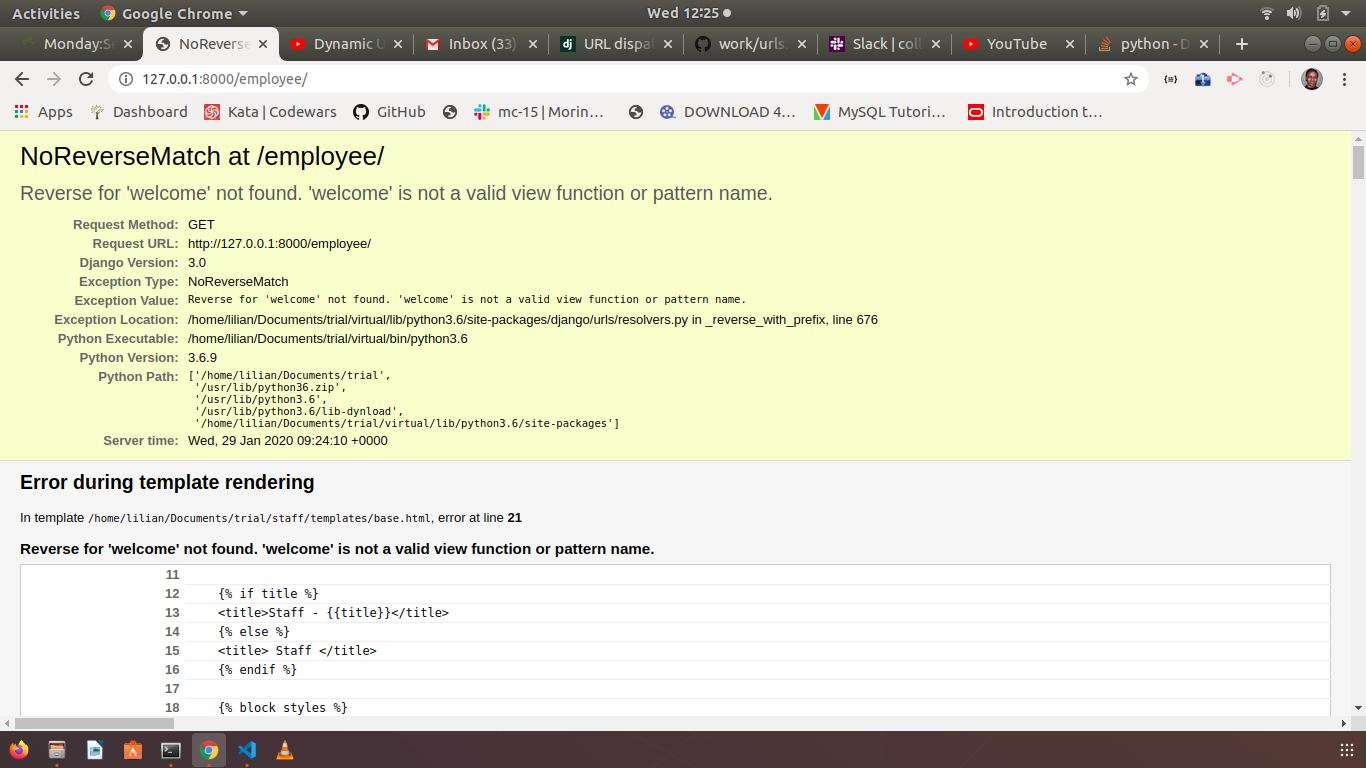 Activities Google Chrome Wed 12:25
Monday:S NoReverse Dynamic U Inbox (33) URL dispat work/urls. Slack | coll YouTube python - D
127.0.0.1:8000/employee/
Apps Dashboard Kata | Codewars GitHub mc-15 | Morin… DOWNLOAD 4… MySQL Tutori… Introduction t…
NoReverseMatch at /employee/
Reverse for 'welcome' not found. 'welcome' is not a valid view function or pattern name.
Request Method: GET
Request URL: http://127.0.0.1:8000/employee/
Django Version: 3.0
Exception Type: NoReverseMatch
Exception Value: Reverse for 'welcome' not found. 'welcome' is not a valid view function or pattern name.
Exception Location: /home/lilian/Documents/trial/virtual/lib/python3.6/site-packages/django/urls/resolvers.py in _reverse_with_prefix, line 676
Python Executable: /home/lilian/Documents/trial/virtual/bin/python3.6
Python Version: 3.6.9
Python Path: ['/home/lilian/Documents/trial',
'/usr/lib/python36.zip',
'/usr/lib/python3.6',
'/usr/lib/python3.6/lib-dynload',
'/home/lilian/Documents/trial/virtual/lib/python3.6/site-packages']
Server time: Wed, 29 Jan 2020 09:24:10 +0000
Error during template rendering
In template /home/lilian/Documents/trial/staff/templates/base.html, error at line 21
Reverse for 'welcome' not found. 'welcome' is not a valid view function or pattern name.
11
12 {% if title %}
13 <title>Staff - {{title}}</title>
14 {% else %}
15 <title> Staff </title>
16 {% endif %}
17
18 {% block styles %}